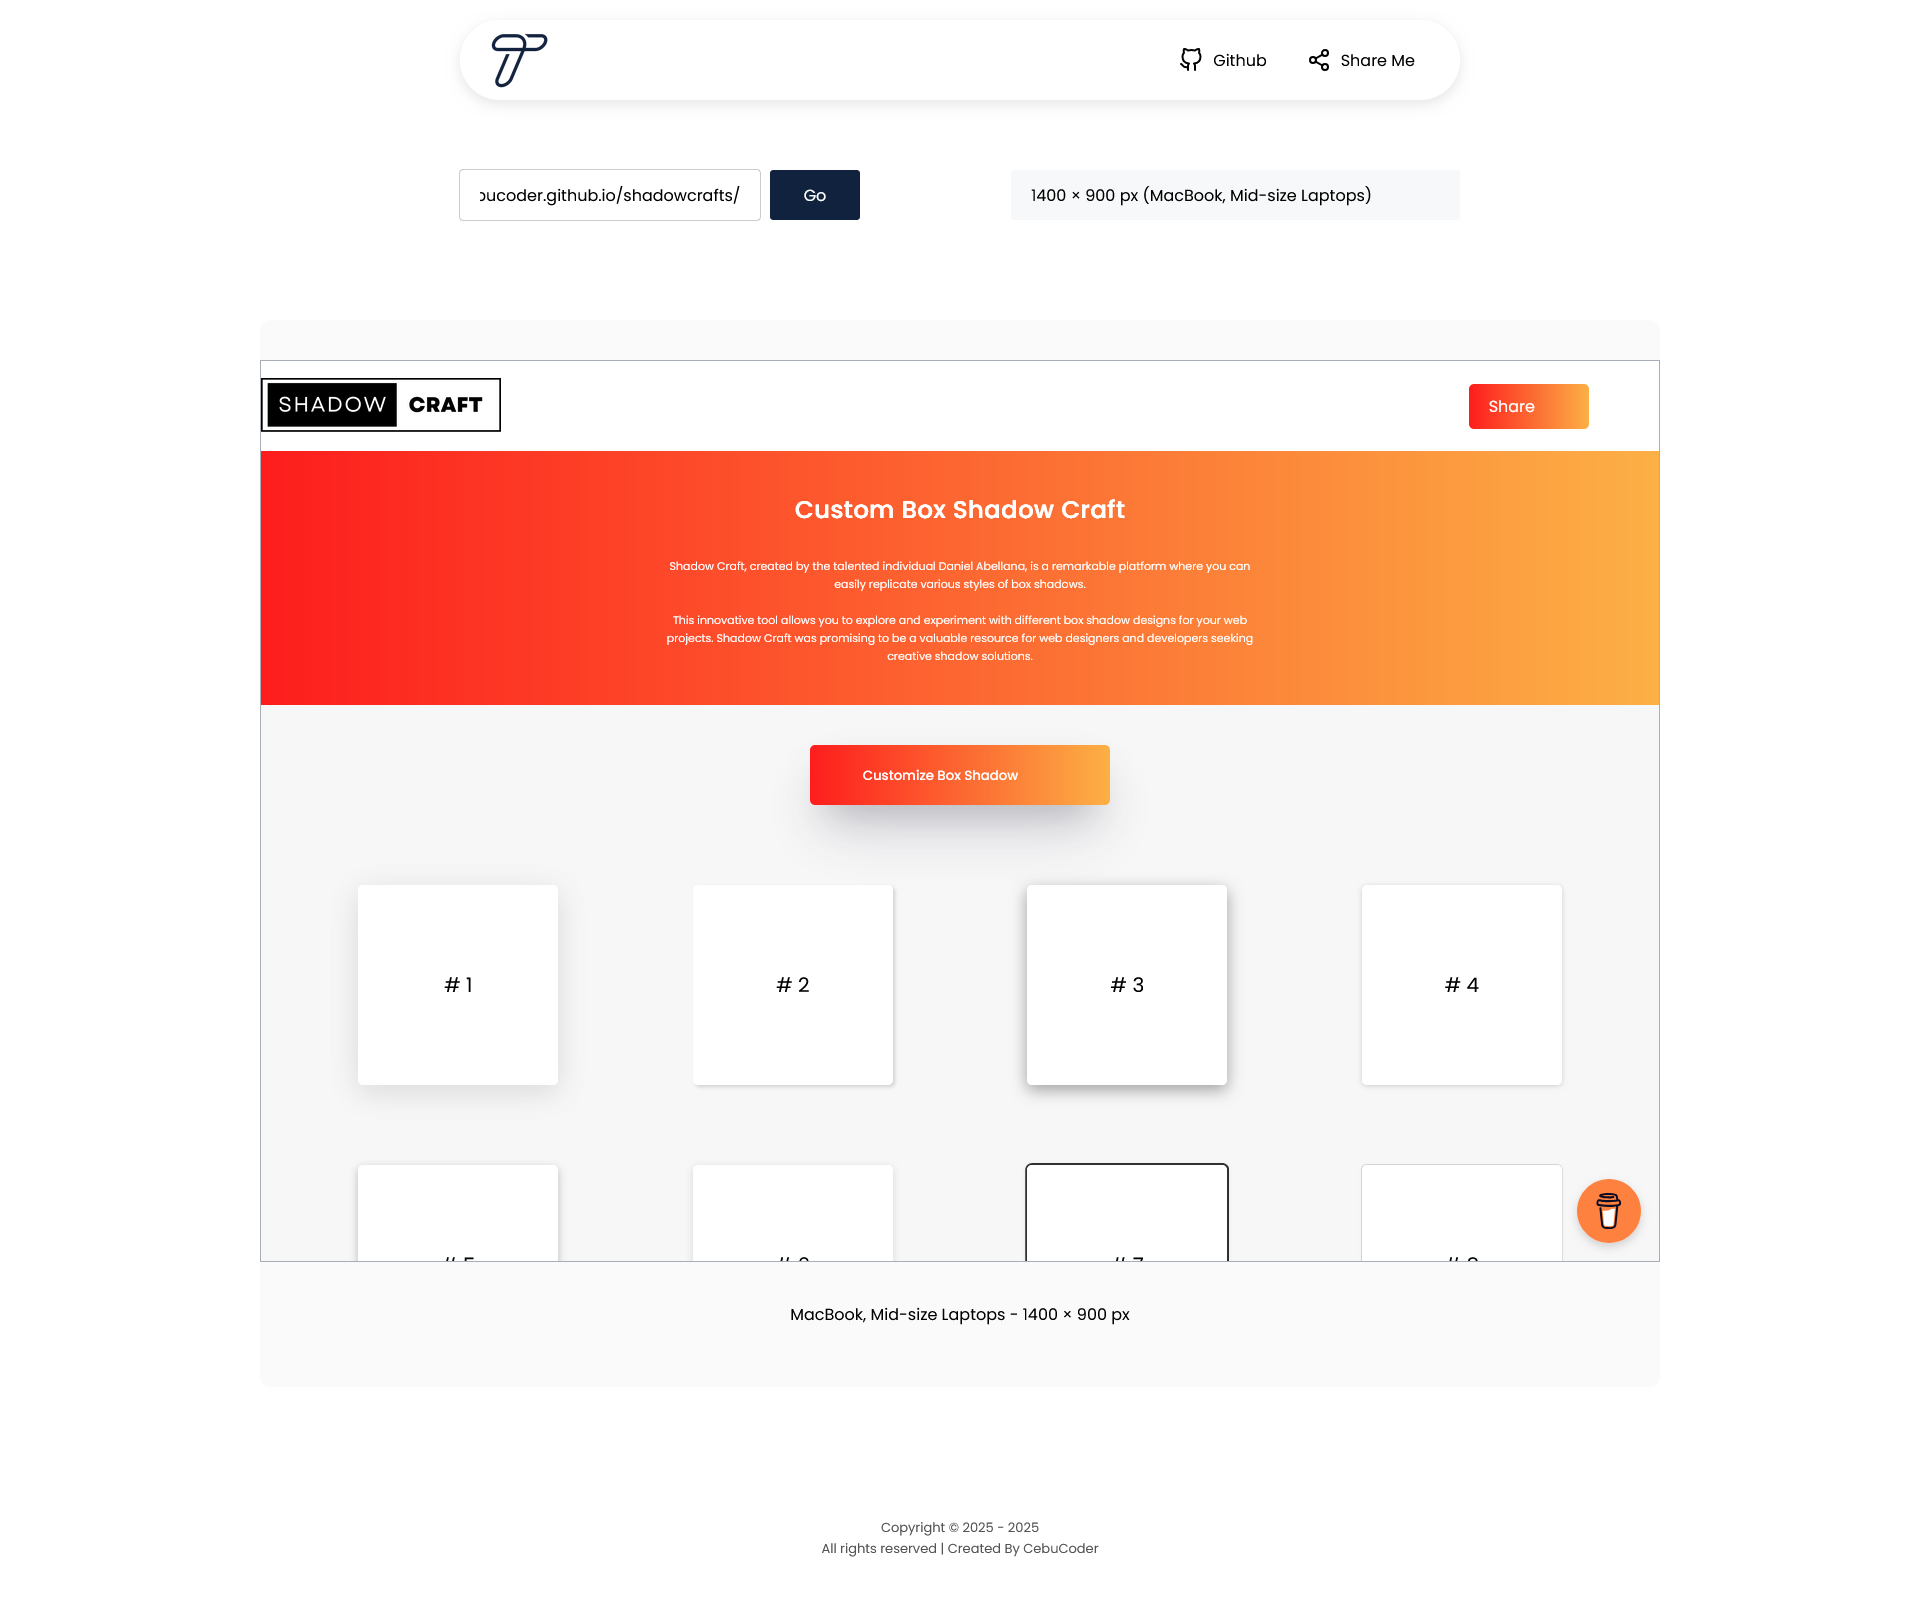 Github
Share Me
bucoder.github.io/shadowcrafts/
Go
1400 × 900 px (MacBook, Mid-size Laptops)
SHADOW CRAFT
Share
Custom Box Shadow Craft
Shadow Craft, created by the talented individual Daniel Abellana, is a remarkable platform where you can
easily replicate various styles of box shadows.
This innovative tool allows you to explore and experiment with different box shadow designs for your web
projects. Shadow Craft was promising to be a valuable resource for web designers and developers seeking
creative shadow solutions.
Customize Box Shadow
# 1
# 2
# 3
# 4
MacBook, Mid-size Laptops - 1400 × 900 px
Copyright © 2025 - 2025
All rights reserved | Created By CebuCoder